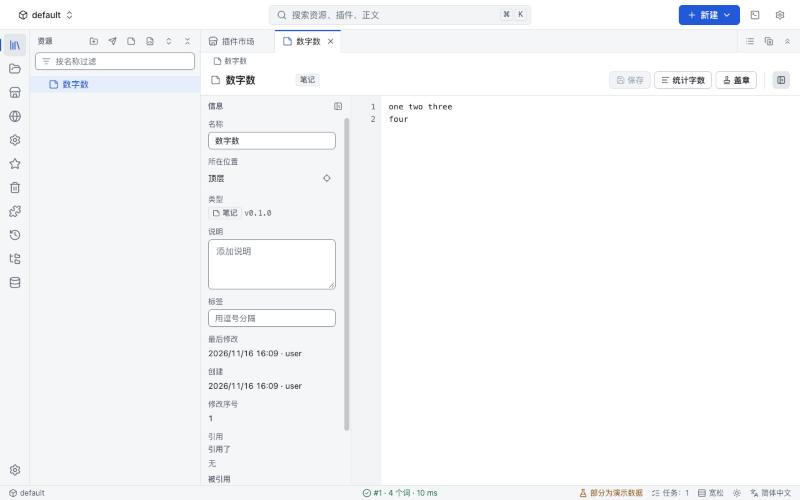 default
搜索资源、插件、正文
⌘ K
新建
资源
按名称过滤
数字数
插件市场
数字数
数字数
数字数
笔记
保存
统计字数
盖章
信息
名称
数字数
所在位置
顶层
类型
笔记 v0.1.0
说明
添加说明
标签
用逗号分隔
最后修改
2026/11/16 16:09 · user
创建
2026/11/16 16:09 · user
修改序号
1
引用
引用了
无
被引用
1 one two three
2 four
default
#1 · 4 个词 · 10 ms
部分为演示数据
任务: 1
宽松
简体中文